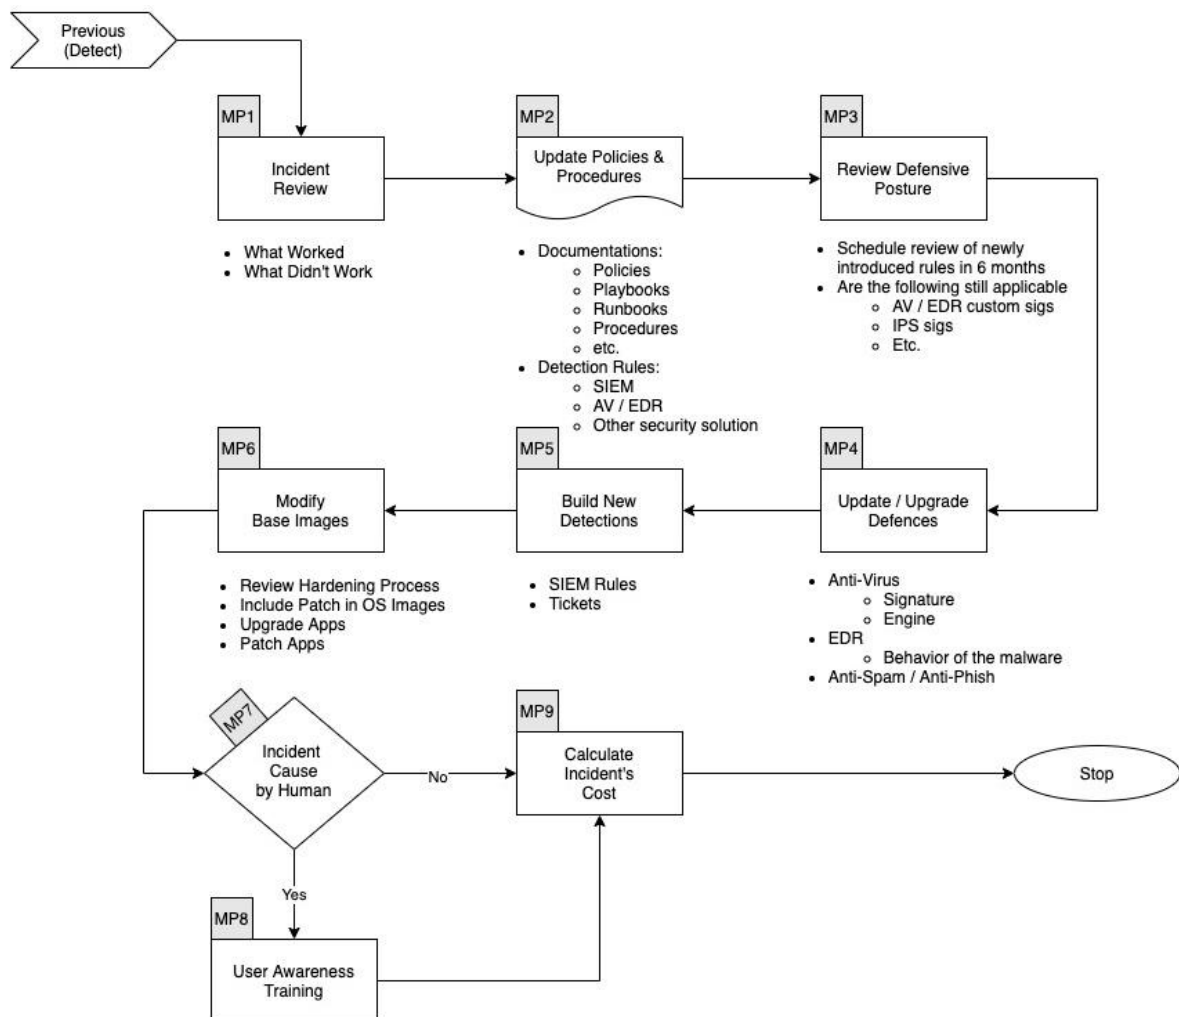 Previous
(Detect)
MP1
Incident
Review
What Worked
What Didn't Work
MP2
Update Policies &
Procedures
Documentations:
Policies
Playbooks
Runbooks
Procedures
etc.
Detection Rules:
SIEM
AV / EDR
Other security solution
MP3
Review Defensive
Posture
Schedule review of newly
introduced rules in 6 months
Are the following still applicable
AV / EDR custom sigs
IPS sigs
Etc.
MP4
Update / Upgrade
Defences
Anti-Virus
Signature
Engine
EDR
Behavior of the malware
Anti-Spam / Anti-Phish
MP5
Build New
Detections
SIEM Rules
Tickets
MP6
Modify
Base Images
Review Hardening Process
Include Patch in OS Images
Upgrade Apps
Patch Apps
MP7
Incident
Cause
by Human
No
Yes
MP8
User Awareness
Training
MP9
Calculate
Incident's
Cost
Stop